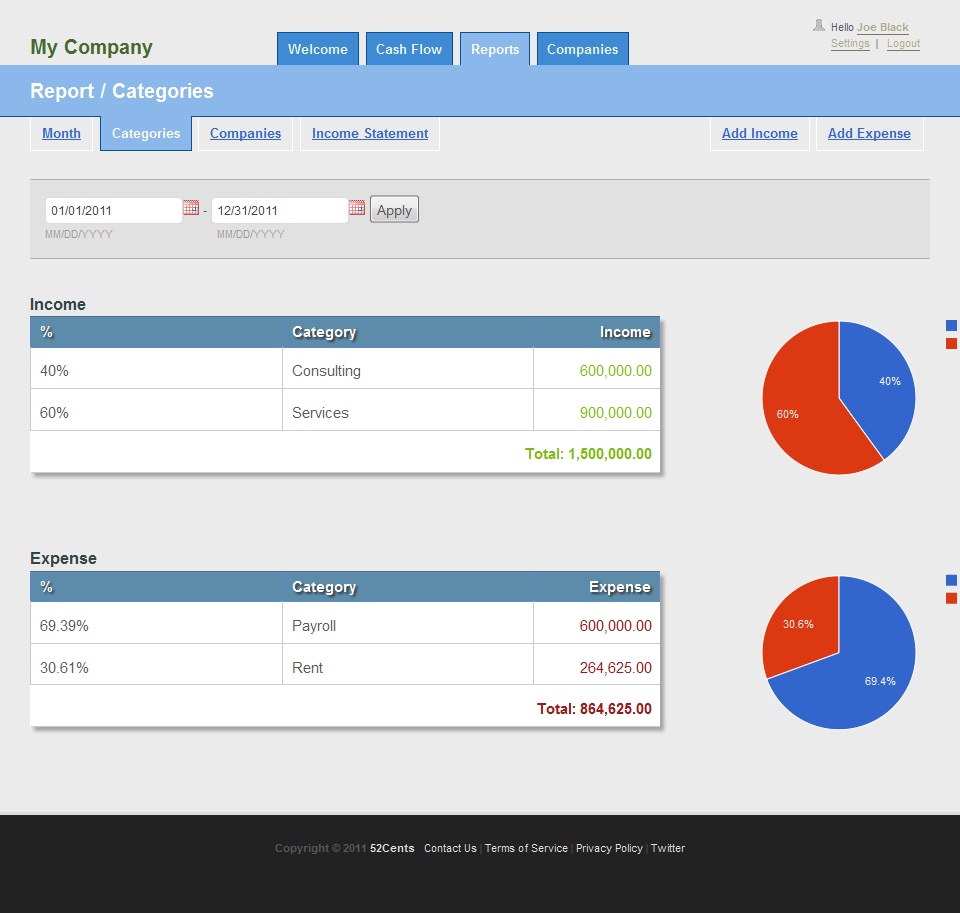 Hello Joe Black
My Company
Welcome Cash Flow Reports Companies
Settings | Logout
Report / Categories
Month Categories Companies Income Statement Add Income Add Expense
01/01/2011 - 12/31/2011 Apply
MM/DD/YYYY MM/DD/YYYY
Income
% Category Income
40% Consulting 600,000.00
60% Services 900,000.00
Total: 1,500,000.00
40%
60%
Expense
% Category Expense
69.39% Payroll 600,000.00
30.61% Rent 264,625.00
Total: 864,625.00
30.6%
69.4%
Copyright © 2011 52Cents Contact Us | Terms of Service | Privacy Policy | Twitter